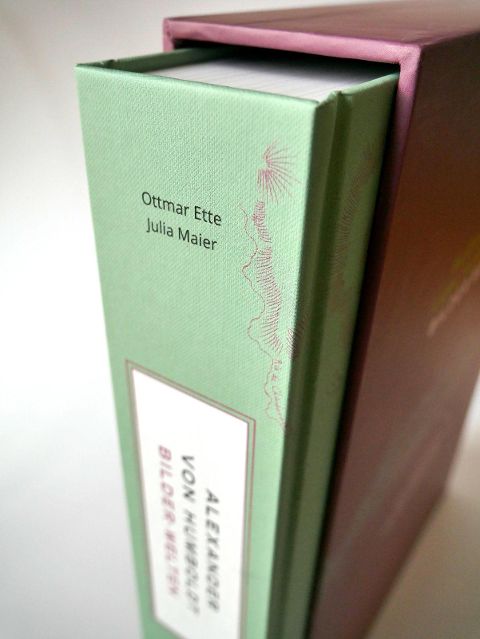 Ottmar Ette
Julia Maier
ALEXANDER
VON HUMBOLDT
BILDER-WELTEN